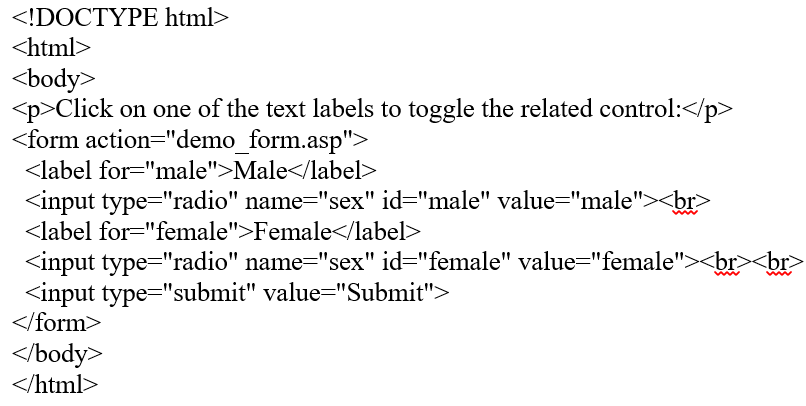 <!DOCTYPE html>
<html>
<body>
<p>Click on one of the text labels to toggle the related control:</p>
<form action="demo_form.asp">
  <label for="male">Male</label>
  <input type="radio" name="sex" id="male" value="male"><br>
  <label for="female">Female</label>
  <input type="radio" name="sex" id="female" value="female"><br><br>
  <input type="submit" value="Submit">
</form>
</body>
</html>